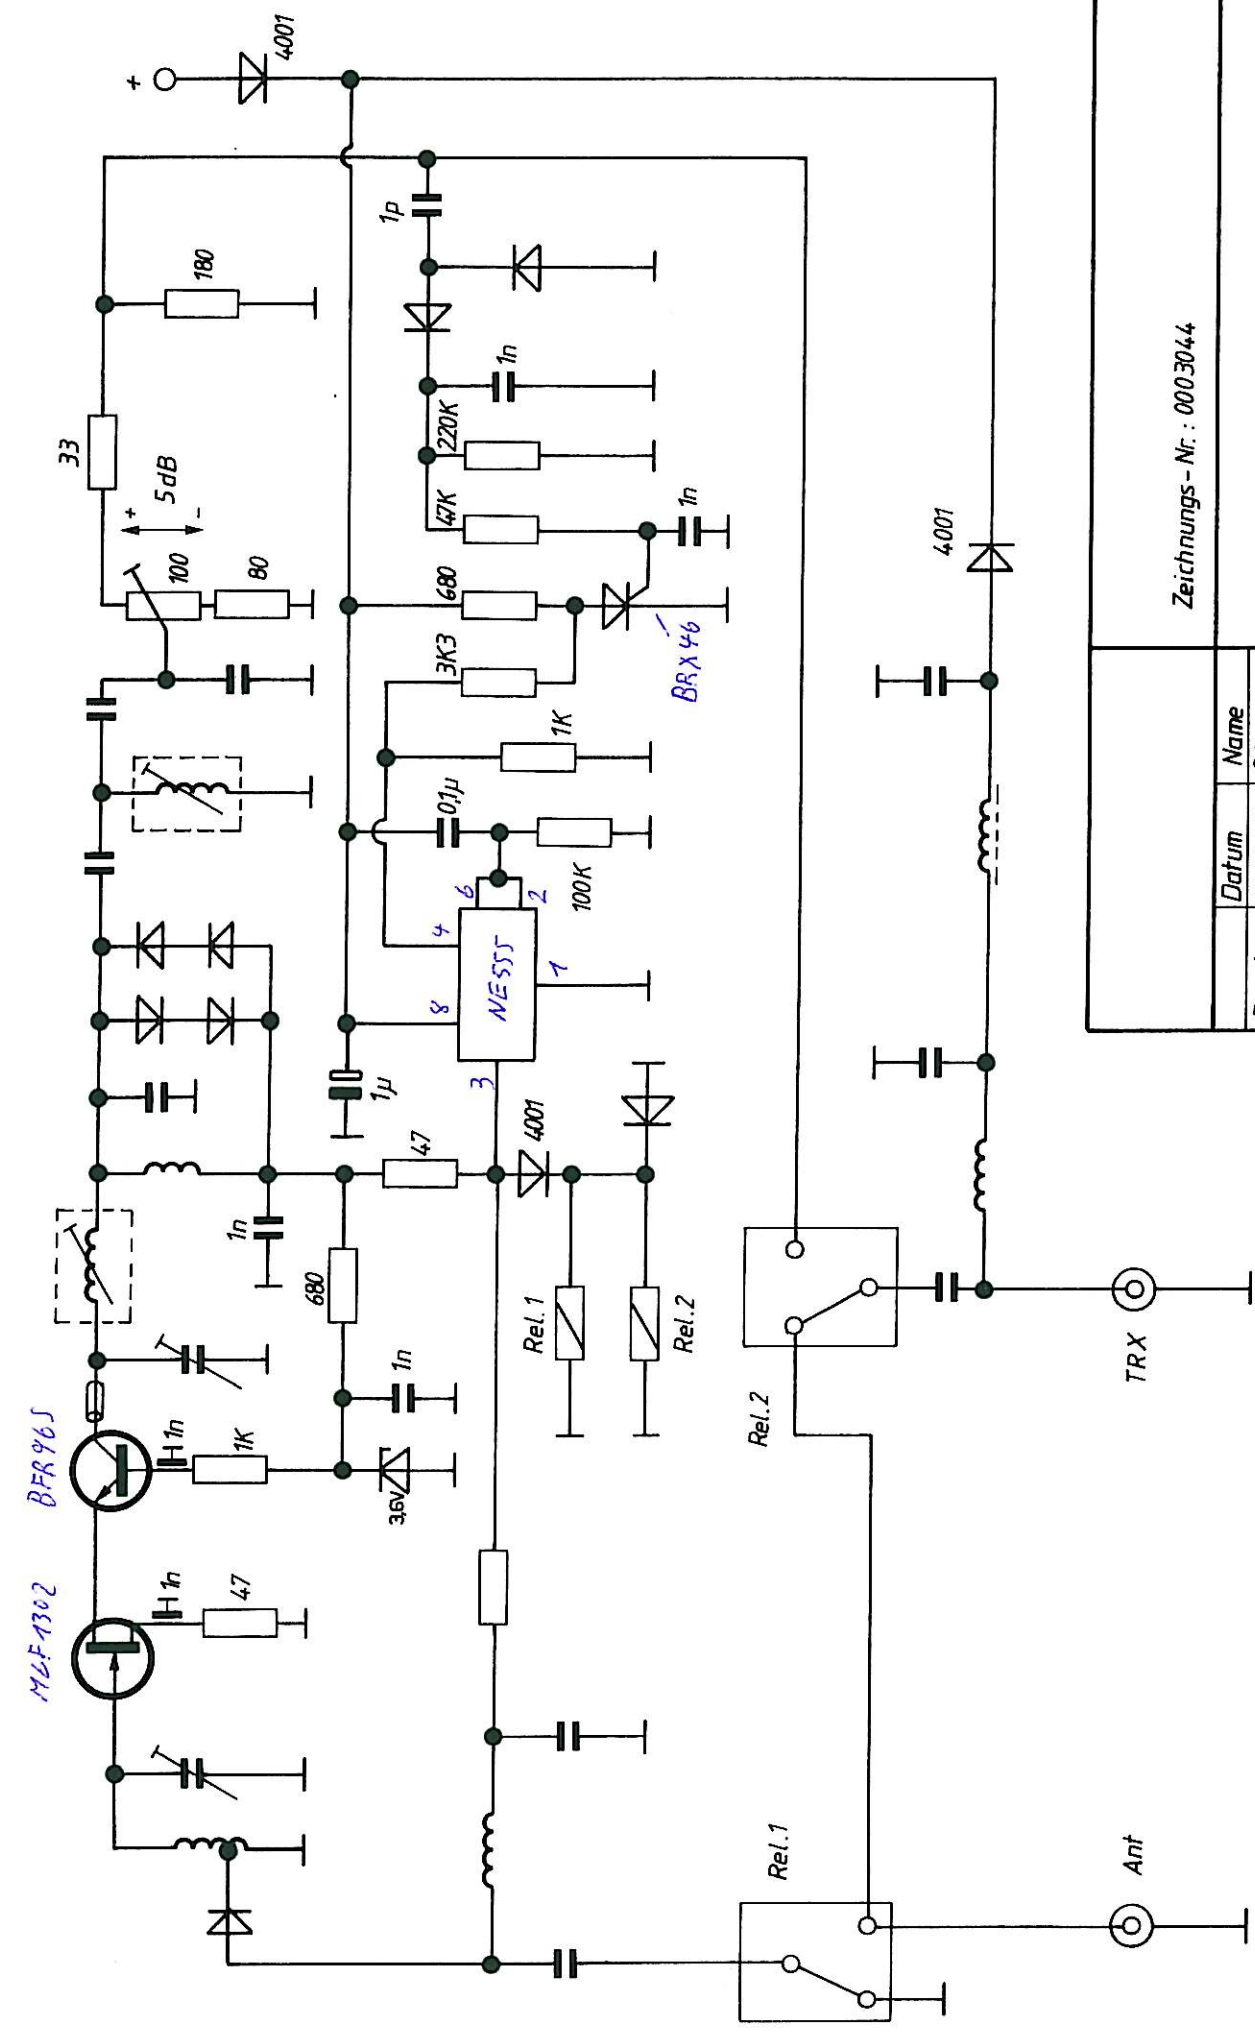 MGF1302
BFR96S
33
+
5dB
-
100
80
180
+
4001
1n
47
1n
1K
680
3,6V
1n
1n
47
1µ
8
4
6
2
3
1
NE555
0,1µ
100K
1K
3K3
680
47K
220K
1n
1n
1p
BRX46
4001
Rel.1
Rel.2
4001
Rel.2
Rel.1
TRX
Ant
Zeichnungs-Nr.: 0003044
Datum
Name